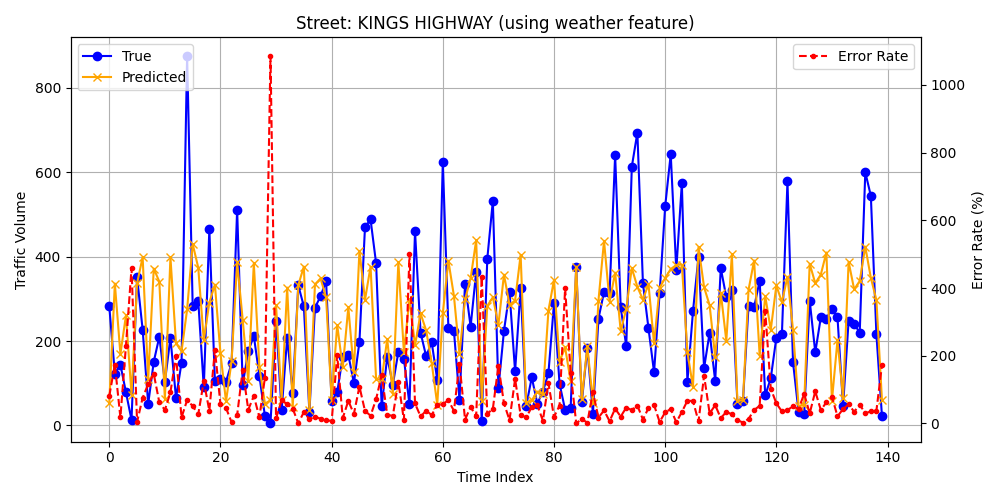 Street: KINGS HIGHWAY (using weather feature)
True
Predicted
Error Rate
Traffic Volume
800
600
400
200
0
1000
800
600
400
200
0
Error Rate (%)
0 20 40 60 80 100 120 140
Time Index